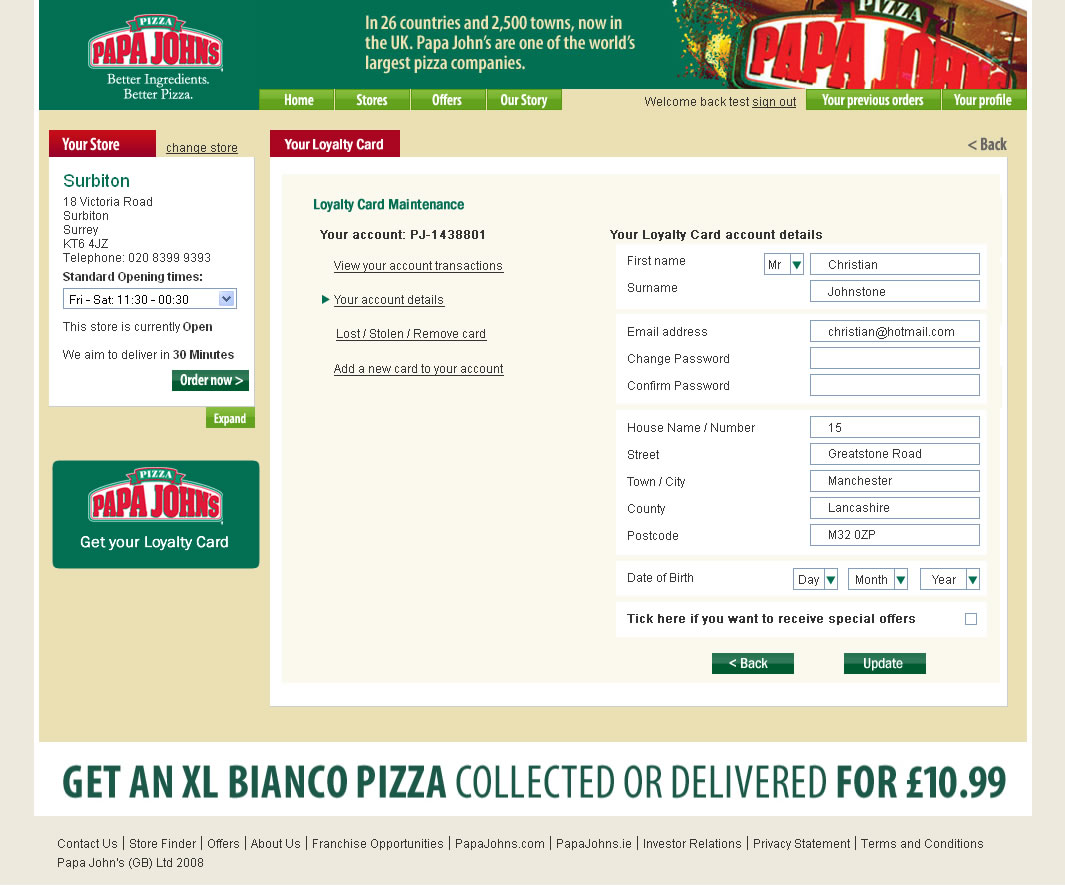 PIZZA
PAPA JOHNS
Better Ingredients.
Better Pizza.
In 26 countries and 2,500 towns, now in
the UK. Papa John's are one of the world's
largest pizza companies.
PIZZA
PAPA JOHNS
Home
Stores
Offers
Our Story
Welcome back test sign out
Your previous orders
Your profile
Your Store
change store
Surbiton
18 Victoria Road
Surbiton
Surrey
KT6 4JZ
Telephone: 020 8399 9393
Standard Opening times:
Fri - Sat: 11:30 - 00:30
This store is currently Open
We aim to deliver in 30 Minutes
Order now >
Expand
PIZZA
PAPA JOHNS
Get your Loyalty Card
Your Loyalty Card
< Back
Loyalty Card Maintenance
Your account: PJ-1438801
View your account transactions
Your account details
Lost / Stolen / Remove card
Add a new card to your account
Your Loyalty Card account details
First name Mr Christian
Surname Johnstone
Email address christian@hotmail.com
Change Password
Confirm Password
House Name / Number 15
Street Greatstone Road
Town / City Manchester
County Lancashire
Postcode M32 0ZP
Date of Birth Day Month Year
Tick here if you want to receive special offers
< Back
Update
GET AN XL BIANCO PIZZA COLLECTED OR DELIVERED FOR £10.99
Contact Us | Store Finder | Offers | About Us | Franchise Opportunities | PapaJohns.com | PapaJohns.ie | Investor Relations | Privacy Statement | Terms and Conditions
Papa John's (GB) Ltd 2008